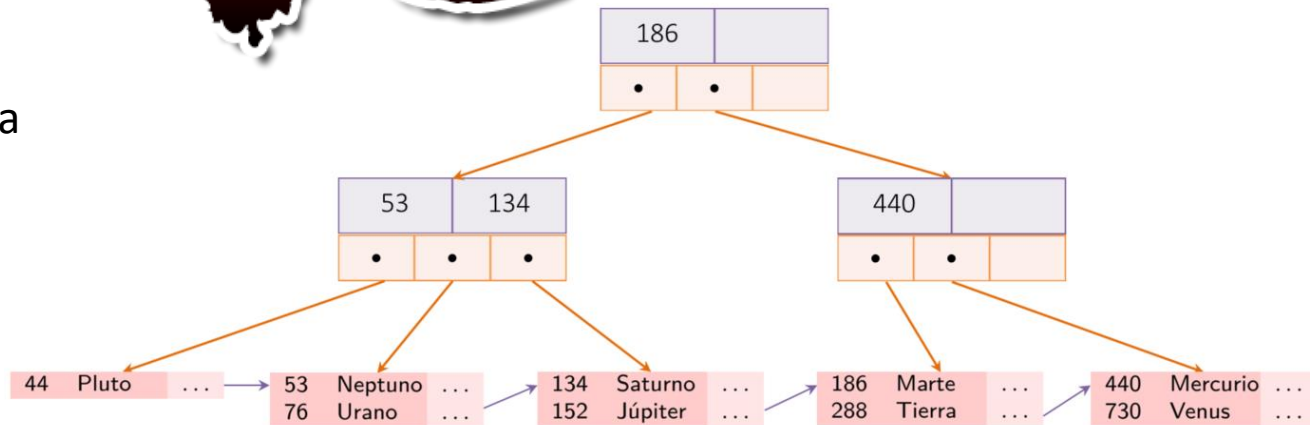 186
a
53 134
440
44 Pluto ...
53 Neptuno ...
76 Urano ...
134 Saturno ...
152 Júpiter ...
186 Marte ...
288 Tierra ...
440 Mercurio ...
730 Venus ...